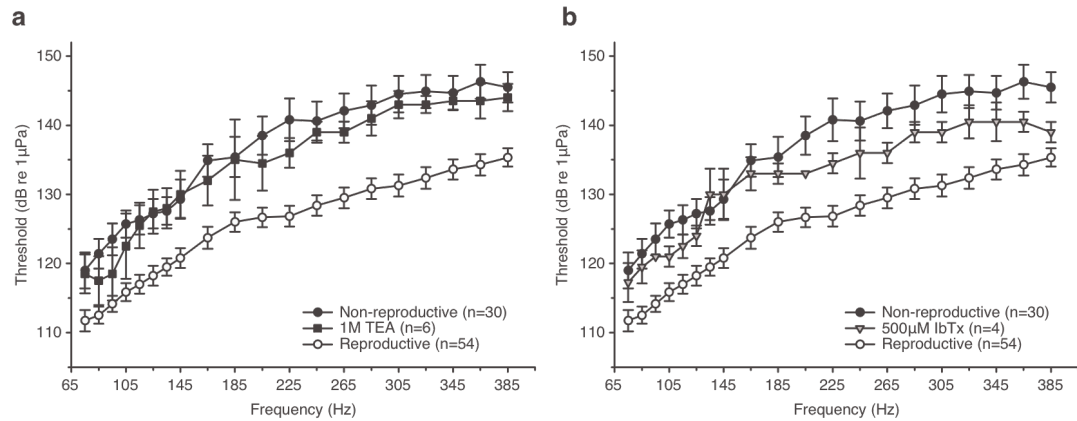 a
150
140
130
120
110
Threshold (dB re 1µPa)
65 105 145 185 225 265 305 345 385
Frequency (Hz)
Non-reproductive (n=30)
1M TEA (n=6)
Reproductive (n=54)
b
150
140
130
120
110
Threshold (dB re 1µPa)
65 105 145 185 225 265 305 345 385
Frequency (Hz)
Non-reproductive (n=30)
500µM IbTx (n=4)
Reproductive (n=54)